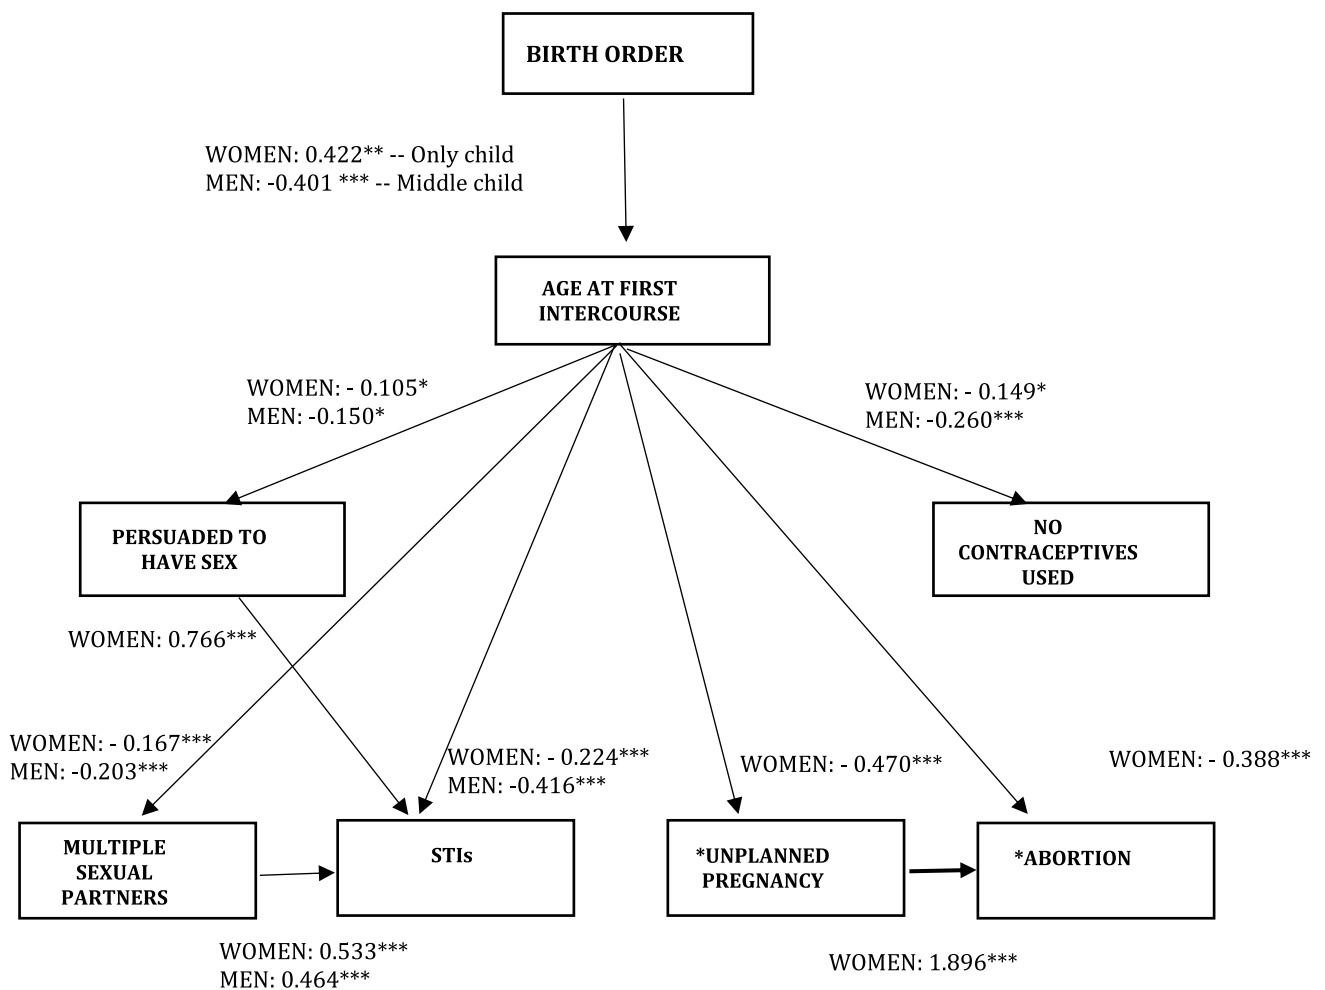 BIRTH ORDER
WOMEN: 0.422** -- Only child
MEN: -0.401 *** -- Middle child
AGE AT FIRST
INTERCOURSE
WOMEN: - 0.105*
MEN: -0.150*
WOMEN: - 0.149*
MEN: -0.260***
PERSUADED TO
HAVE SEX
NO
CONTRACEPTIVES
USED
WOMEN: 0.766***
WOMEN: - 0.167***
MEN: -0.203***
WOMEN: - 0.224***
MEN: -0.416***
WOMEN: - 0.470***
WOMEN: - 0.388***
MULTIPLE
SEXUAL
PARTNERS
STIs
*UNPLANNED
PREGNANCY
*ABORTION
WOMEN: 0.533***
MEN: 0.464***
WOMEN: 1.896***